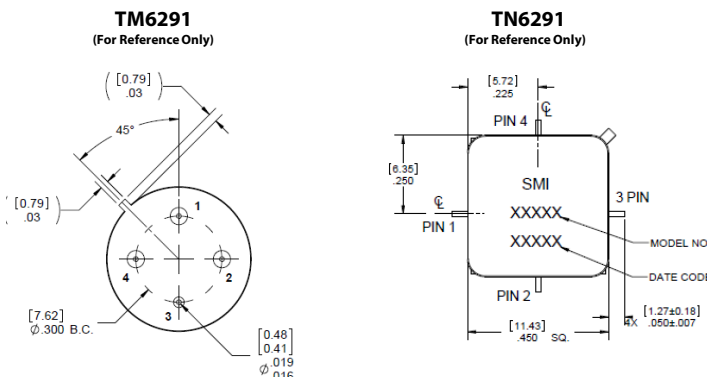 TM6291
(For Reference Only)
[0.79]
.03
45°
[0.79]
.03
1
2
3
4
[7.62]
Ø.300 B.C.
[0.48]
[0.41]
Ø.019
.016
TN6291
(For Reference Only)
[5.72]
.225
℄
PIN 4
[6.35]
.250
SMI
℄
3 PIN
XXXXX
PIN 1
MODEL NO
XXXXX
DATE CODE
PIN 2
[1.27±0.18]
4X .050±.007
[11.43]
.450 SQ.